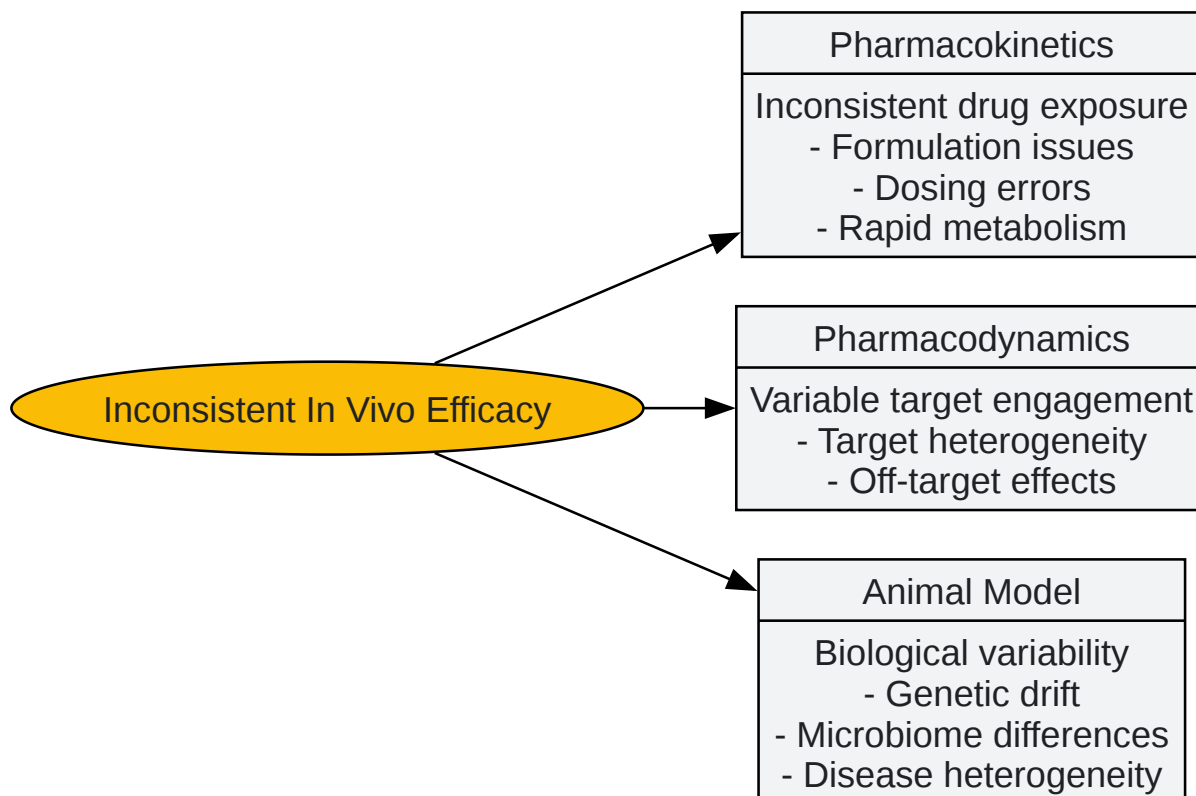 Pharmacokinetics
Inconsistent drug exposure
- Formulation issues
- Dosing errors
- Rapid metabolism
Inconsistent In Vivo Efficacy
Pharmacodynamics
Variable target engagement
- Target heterogeneity
- Off-target effects
Animal Model
Biological variability
- Genetic drift
- Microbiome differences
- Disease heterogeneity